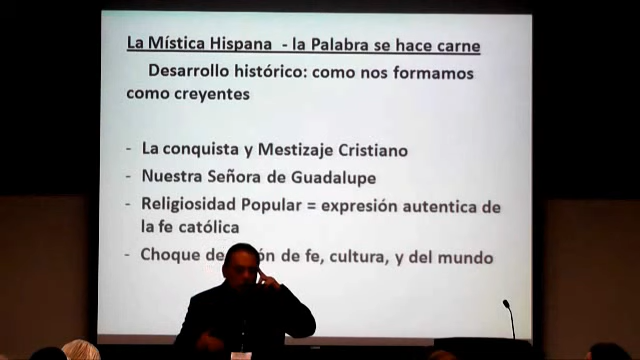 La Mística Hispana - la Palabra se hace carne
Desarrollo histórico: como nos formamos
como creyentes
- La conquista y Mestizaje Cristiano
- Nuestra Señora de Guadalupe
- Religiosidad Popular = expresión autentica de
la fe católica
- Choque de de fe, cultura, y del mundo